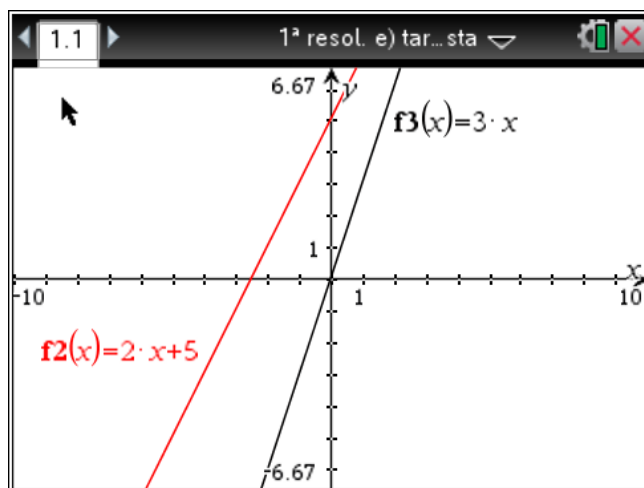 1.1
1ª resol. e) tar...sta
6.67
y
f3(x)=3· x
1
x
-10
1
10
f2(x)=2· x+5
-6.67